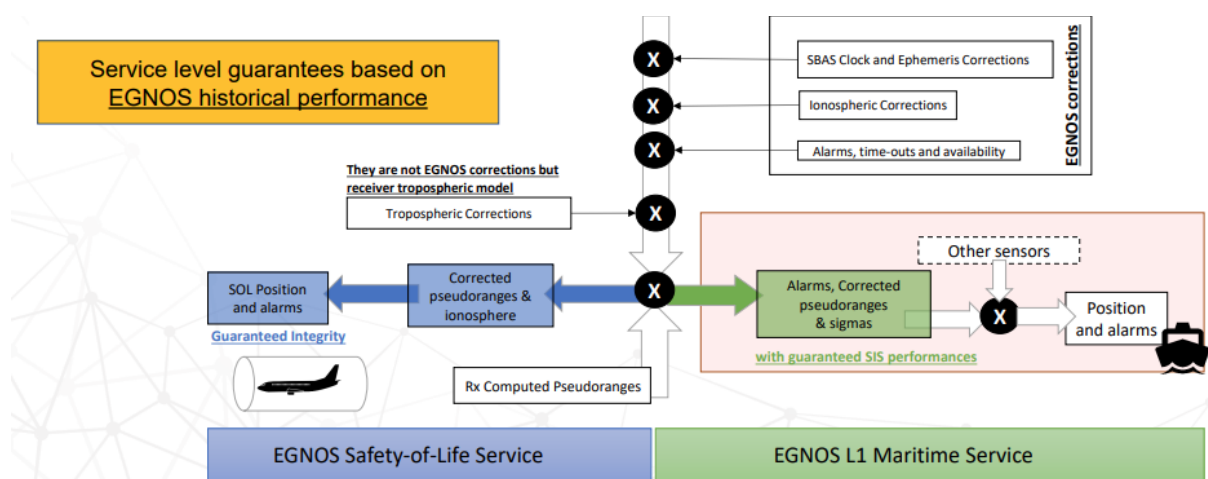 Service level guarantees based on
EGNOS historical performance
X
SBAS Clock and Ephemeris Corrections
X
Ionospheric Corrections
X
Alarms, time-outs and availability
EGNOS corrections
They are not EGNOS corrections but
receiver tropospheric model
Tropospheric Corrections
X
Other sensors
SOL Position
and alarms
Corrected
pseudoranges &
ionosphere
X
Alarms, Corrected
pseudoranges
& sigmas
X
Position
and alarms
Guaranteed Integrity
with guaranteed SIS performances
Rx Computed Pseudoranges
EGNOS Safety-of-Life Service
EGNOS L1 Maritime Service